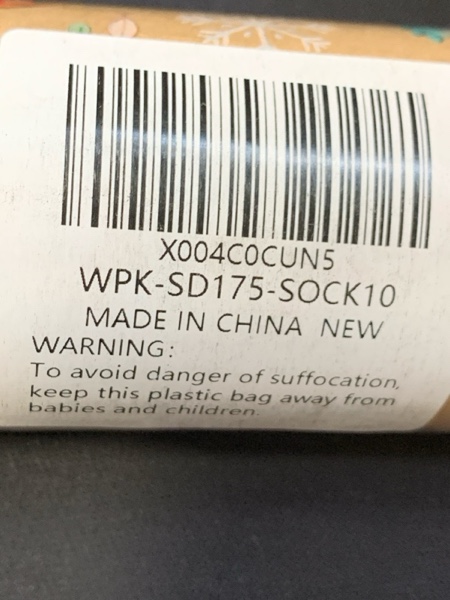 X004C0CUN5
WPK-SD175-SOCK10
MADE IN CHINA NEW
WARNING:
To avoid danger of suffocation,
keep this plastic bag away from
babies and children.